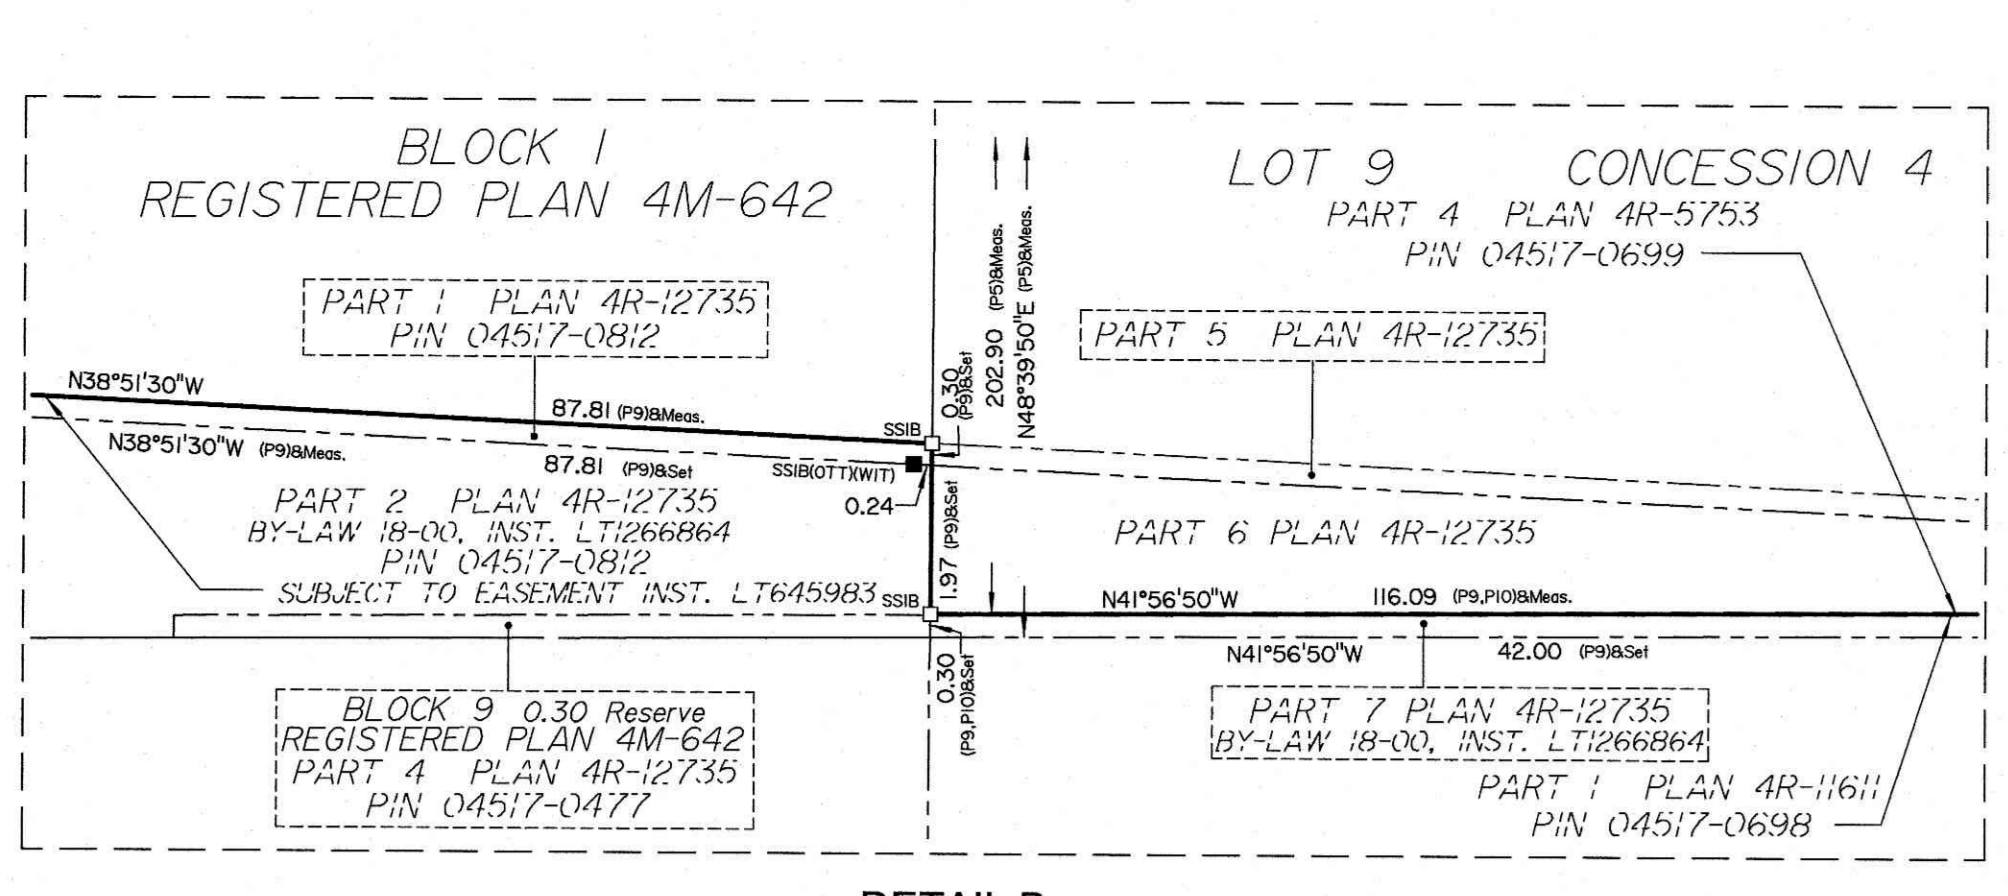 BLOCK 1
REGISTERED PLAN 4M-642
LOT 9 CONCESSION 4
PART 4 PLAN 4R-5753
PIN 04517-0699
PART 1 PLAN 4R-12735
PIN 04517-0812
202.90 (P5)&Meas.
N48°39'50"E (P5)&Meas.
PART 5 PLAN 4R-12735
N38°51'30"W
87.81 (P9)&Meas.
SSIB
0.30
(P9)&Set
N38°51'30"W (P9)&Meas.
87.81 (P9)&Set
SSIB(OTT)(WIT)
0.24
PART 2 PLAN 4R-12735
BY-LAW 18-00, INST. LT1266864
PIN 04517-0812
SUBJECT TO EASEMENT INST. LT645983
SSIB
1.97 (P9)&Set
PART 6 PLAN 4R-12735
N41°56'50"W
116.09 (P9,P10)&Meas.
N41°56'50"W
42.00 (P9)&Set
0.30
(P9,P10)&Set
BLOCK 9 0.30 Reserve
REGISTERED PLAN 4M-642
PART 4 PLAN 4R-12735
PIN 04517-0477
PART 7 PLAN 4R-12735
BY-LAW 18-00, INST. LT1266864
PART 1 PLAN 4R-11611
PIN 04517-0698